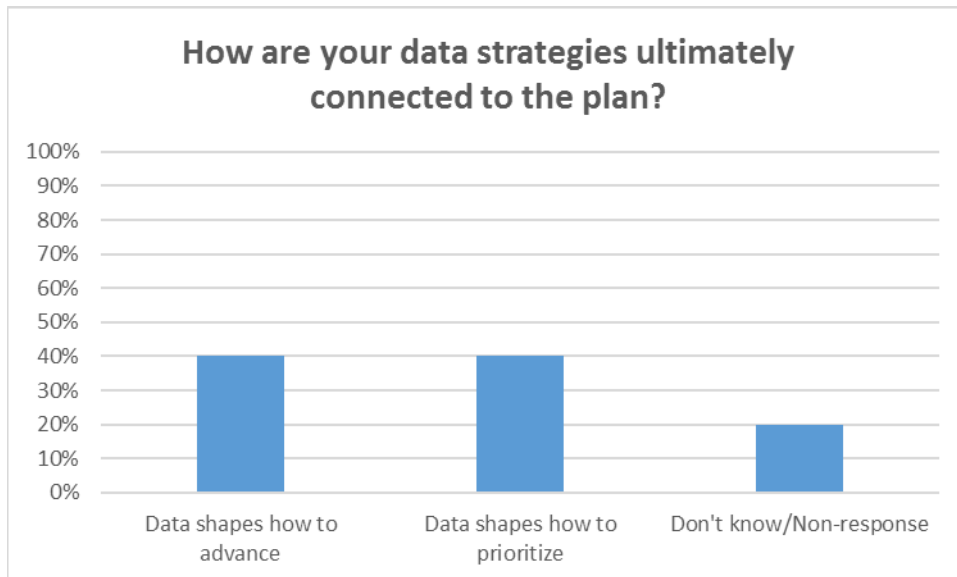 How are your data strategies ultimately
connected to the plan?
100%
90%
80%
70%
60%
50%
40%
30%
20%
10%
0%
Data shapes how to
advance
Data shapes how to
prioritize
Don't know/Non-response